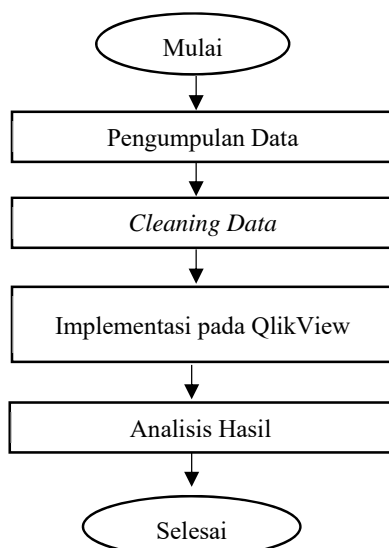 Mulai
Pengumpulan Data
Cleaning Data
Implementasi pada QlikView
Analisis Hasil
Selesai